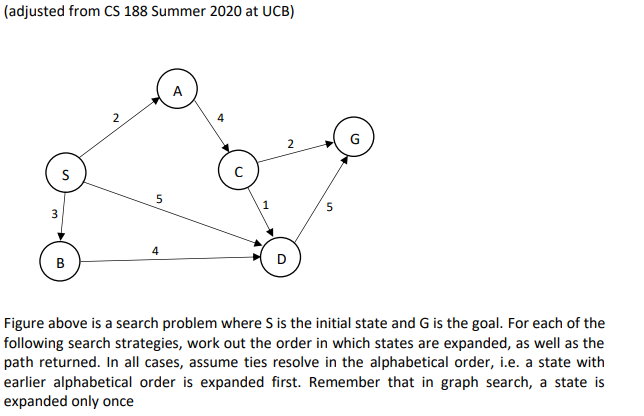 (adjusted from CS 188 Summer 2020 at UCB)
A
2
4
2
G
S
C
5
1
5
3
4
B
D
Figure above is a search problem where S is the initial state and G is the goal. For each of the
following search strategies, work out the order in which states are expanded, as well as the
path returned. In all cases, assume ties resolve in the alphabetical order, i.e. a state with
earlier alphabetical order is expanded first. Remember that in graph search, a state is
expanded only once